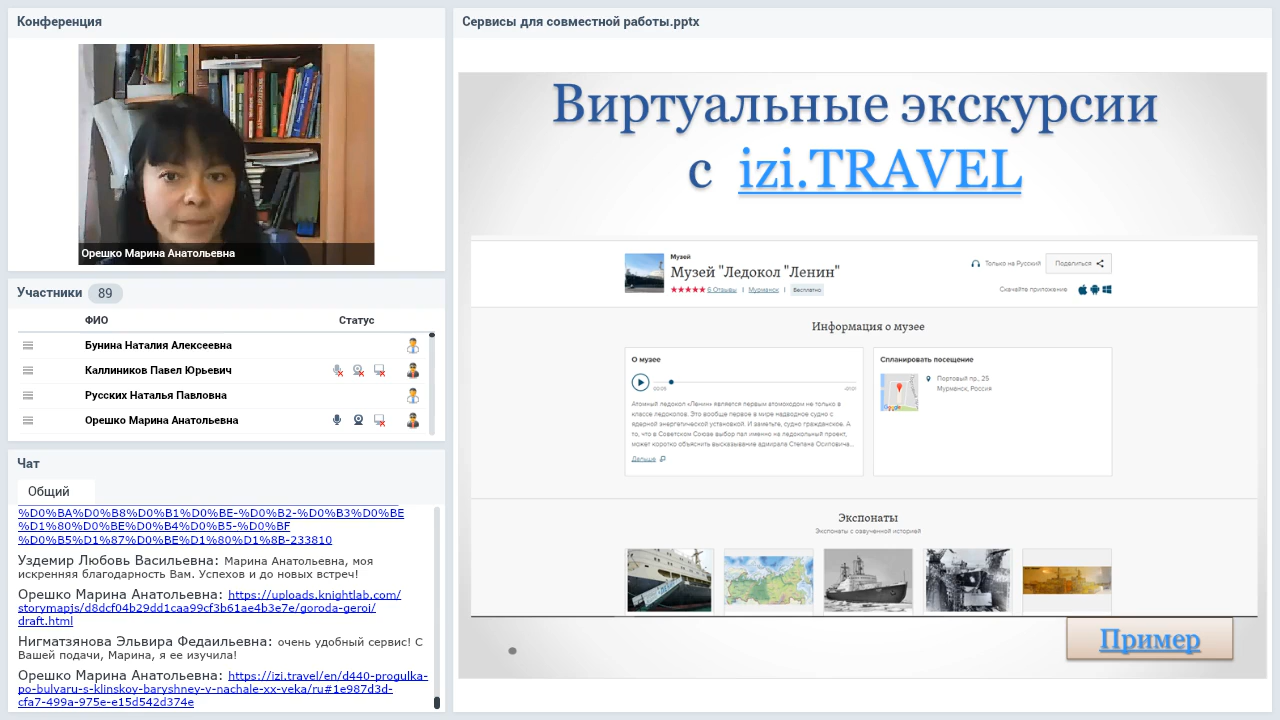 Конференция
Орешко Марина Анатольевна
Участники 89
ФИО Статус
Бунина Наталия Алексеевна
Каллиников Павел Юрьевич
Русских Наталья Павловна
Орешко Марина Анатольевна
Чат
Общий
%D0%BA%D0%B8%D0%B1%D0%BE-%D0%B2-%D0%B3%D0%BE
%D1%80%D0%BE%D0%B4%D0%B5-%D0%BF
%D0%B5%D1%87%D0%BE%D1%80%D1%8B-233810
Уздемир Любовь Васильевна: Марина Анатольевна, моя
искренняя благодарность Вам. Успехов и до новых встреч!
Орешко Марина Анатольевна: https://uploads.knightlab.com/
storymapjs/d8dcf04b29dd1caa99cf3b61ae4b3e7e/goroda-geroi/
draft.html
Нигматзянова Эльвира Федаильевна: очень удобный сервис! С
Вашей подачи, Марина, я ее изучила!
Орешко Марина Анатольевна: https://izi.travel/en/d440-progulka-
po-bulvaru-s-klinskoy-baryshney-v-nachale-xx-veka/ru#1e987d3d-
cfa7-499a-975e-e15d542d374e
Сервисы для совместной работы.pptx
Виртуальные экскурсии
с izi.TRAVEL
Музей
Музей "Ледокол "Ленин"
6 Отзывы | Мурманск | Бесплатно
Только на Русский Поделиться
Скачайте приложение
Информация о музее
О музее
00:05
Атомный ледокол «Ленин» является первым атомоходом не только в
классе ледоколов. Это вообще первое в мире надводное судно с
ядерной энергетической установкой. И заметьте, судно гражданское. А
то, что в Советском Союзе выбор пал именно на ледокольный проект,
может коротко объяснить высказывание адмирала Степана Осиповича...
Дальше
Спланировать посещение
Портовый пр., 25
Мурманск, Россия
Google
Экспонаты
Экспонаты с озвученной историей
Пример